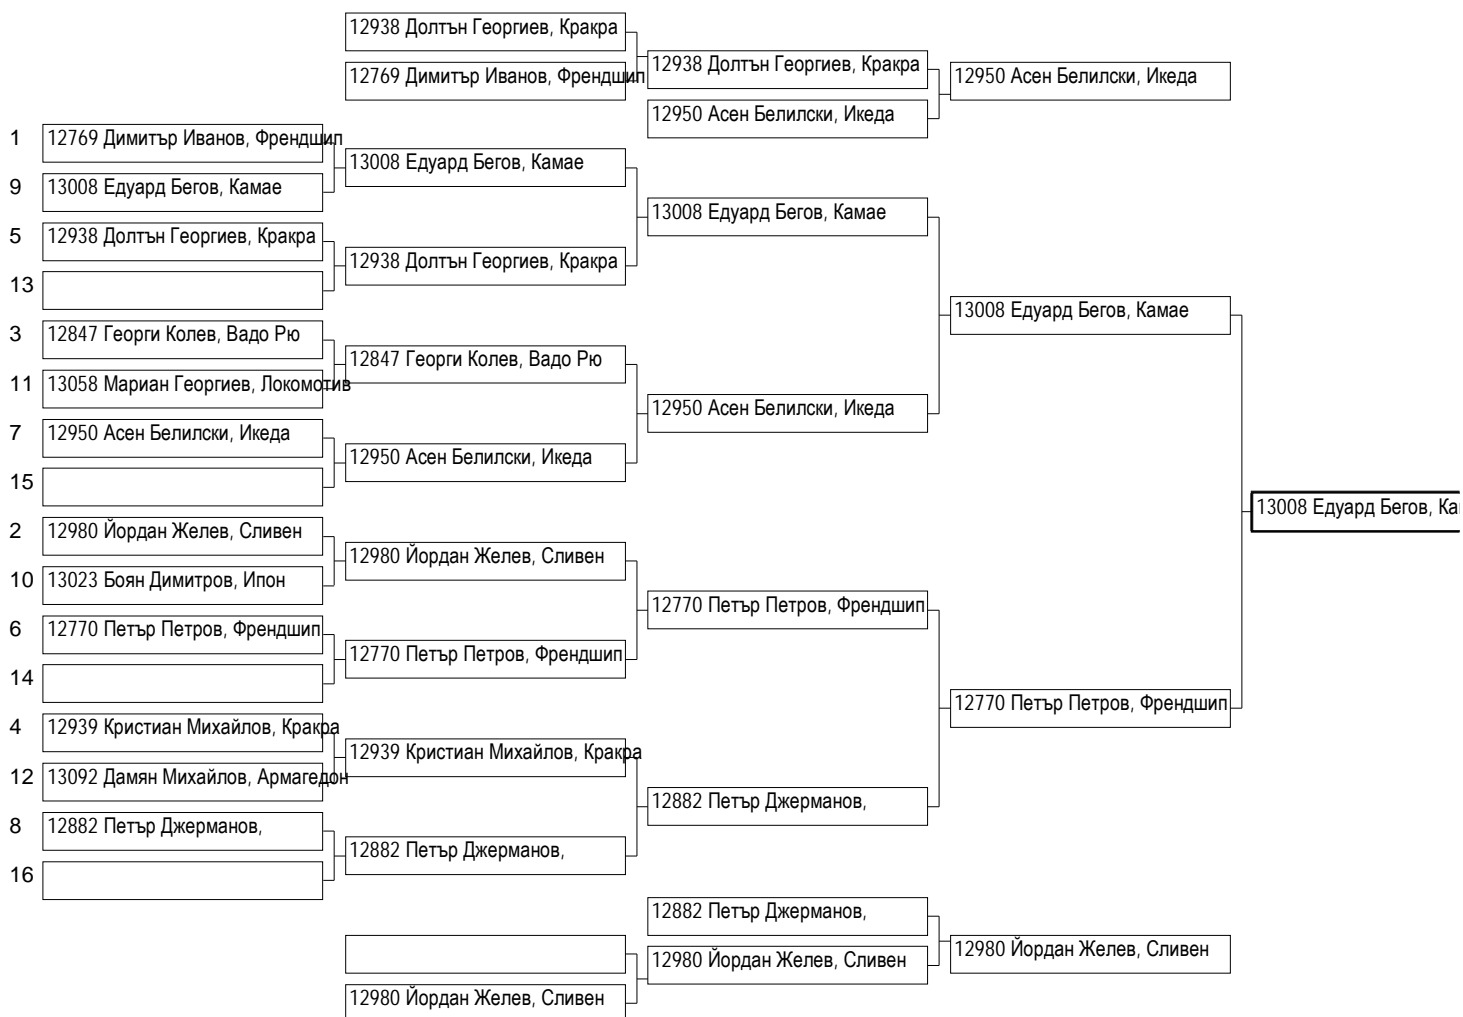 12938 Долтън Георгиев, Кракра
12769 Димитър Иванов, Френдшип
12938 Долтън Георгиев, Кракра
12950 Асен Белилски, Икеда
12950 Асен Белилски, Икеда
1 12769 Димитър Иванов, Френдшип
9 13008 Едуард Бегов, Камае
5 12938 Долтън Георгиев, Кракра
13
3 12847 Георги Колев, Вадо Рю
11 13058 Мариан Георгиев, Локомотив
7 12950 Асен Белилски, Икеда
15
2 12980 Йордан Желев, Сливен
10 13023 Боян Димитров, Ипон
6 12770 Петър Петров, Френдшип
14
4 12939 Кристиан Михайлов, Кракра
12 13092 Дамян Михайлов, Армагедон
8 12882 Петър Джерманов,
16
13008 Едуард Бегов, Камае
12938 Долтън Георгиев, Кракра
12847 Георги Колев, Вадо Рю
12950 Асен Белилски, Икеда
12980 Йордан Желев, Сливен
12770 Петър Петров, Френдшип
12939 Кристиан Михайлов, Кракра
12882 Петър Джерманов,
13008 Едуард Бегов, Камае
12950 Асен Белилски, Икеда
12770 Петър Петров, Френдшип
12882 Петър Джерманов,
13008 Едуард Бегов, Камае
12770 Петър Петров, Френдшип
13008 Едуард Бегов, Ка
12980 Йордан Желев, Сливен
12882 Петър Джерманов,
12980 Йордан Желев, Сливен
12980 Йордан Желев, Сливен